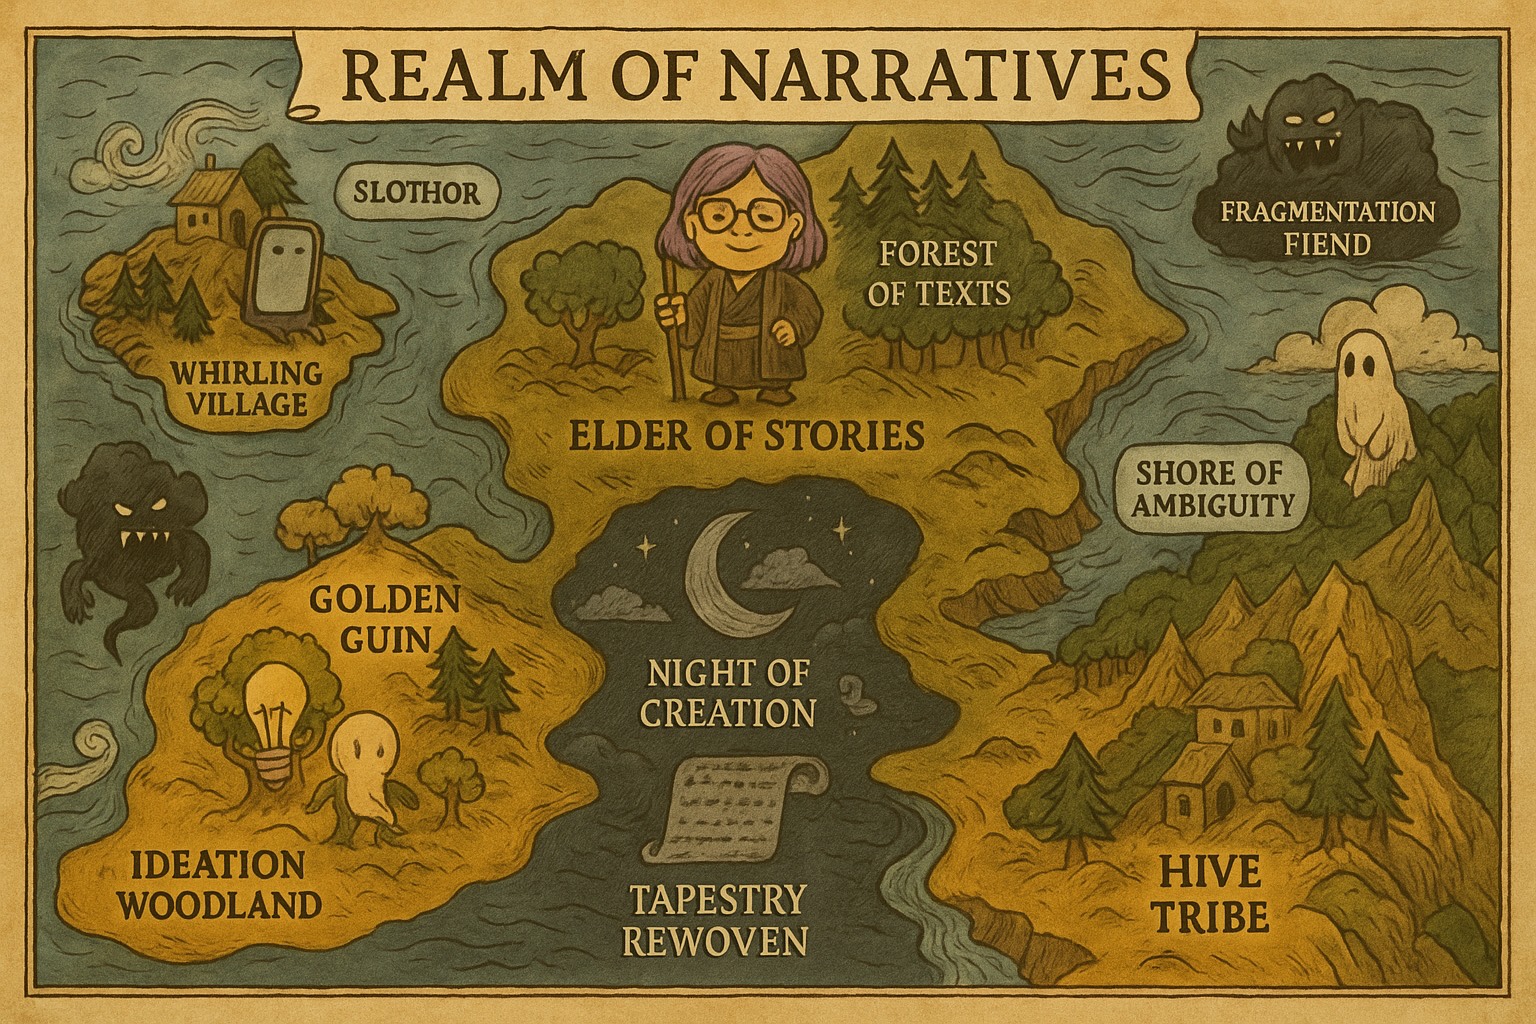 REALM OF NARRATIVES
SLOTHOR
FRAGMENTATION
FIEND
FOREST
OF TEXTS
WHIRLING
VILLAGE
ELDER OF STORIES
SHORE OF
AMBIGUITY
GOLDEN
GUIN
NIGHT OF
CREATION
IDEATION
WOODLAND
TAPESTRY
REWOVEN
HIVE
TRIBE